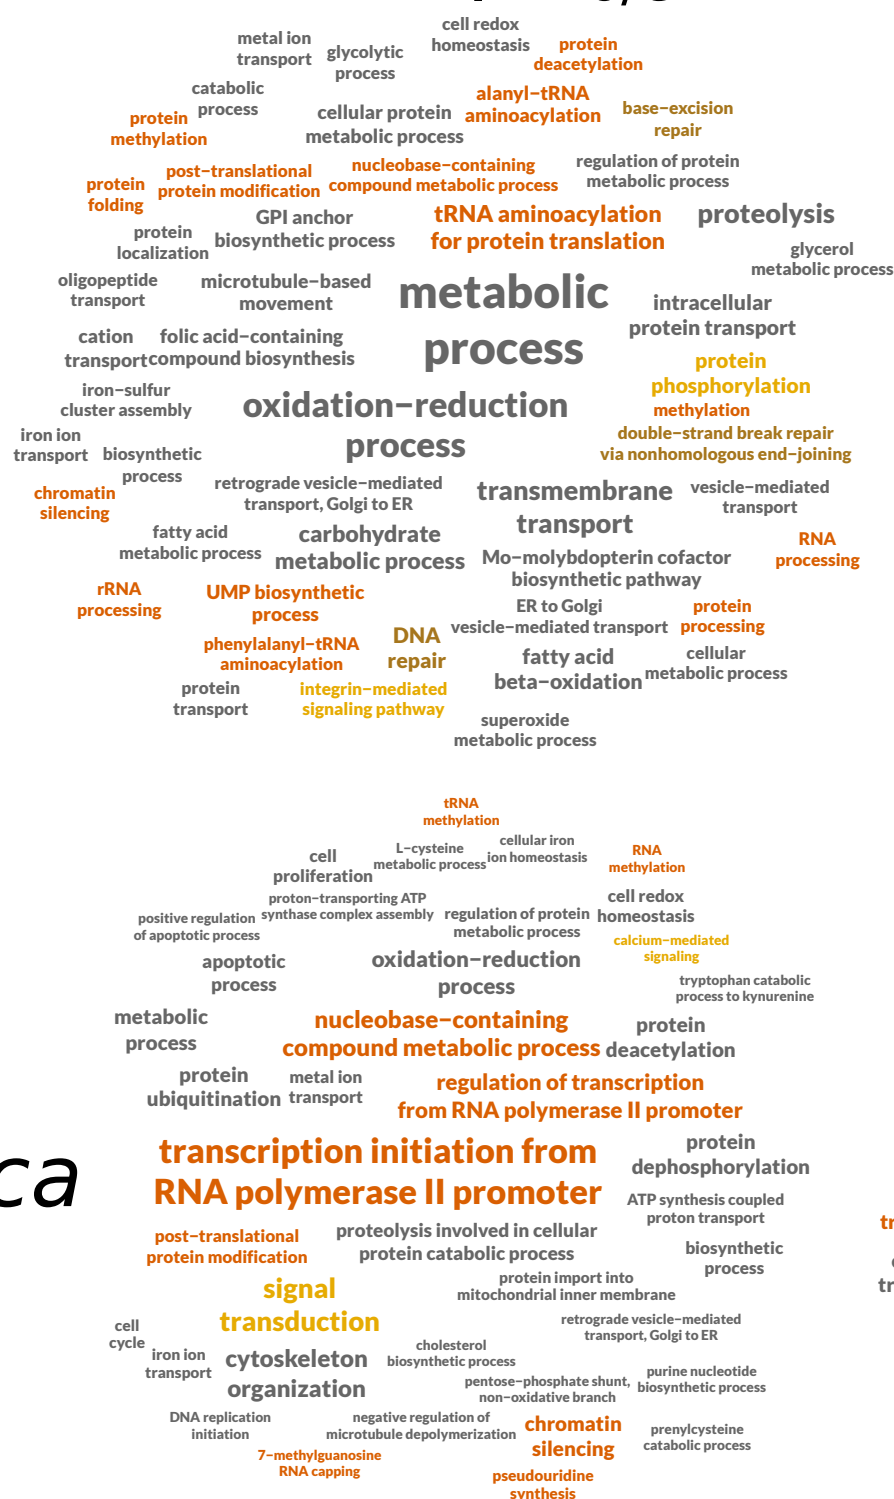 cell redox
homeostasis
metal ion
transport
glycolytic
process
protein
deacetylation
catabolic
process
cellular protein
metabolic process
alanyl−tRNA
aminoacylation
base−excision
repair
protein
methylation
post−translational
protein modification
nucleobase−containing
compound metabolic process
regulation of protein
metabolic process
protein
folding
GPI anchor
biosynthetic process
tRNA aminoacylation
for protein translation
proteolysis
protein
localization
glycerol
metabolic process
oligopeptide
transport
microtubule−based
movement
metabolic
process
intracellular
protein transport
cation
transport
folic acid−containing
compound biosynthesis
protein
phosphorylation
iron−sulfur
cluster assembly
oxidation−reduction
process
methylation
double−strand break repair
via nonhomologous end−joining
iron ion
transport
biosynthetic
process
retrograde vesicle−mediated
transport, Golgi to ER
transmembrane
transport
vesicle−mediated
transport
chromatin
silencing
fatty acid
metabolic process
carbohydrate
metabolic process
Mo−molybdopterin cofactor
biosynthetic pathway
RNA
processing
rRNA
processing
UMP biosynthetic
process
ER to Golgi
vesicle−mediated transport
protein
processing
phenylalanyl−tRNA
aminoacylation
DNA
repair
fatty acid
beta−oxidation
cellular
metabolic process
protein
transport
integrin−mediated
signaling pathway
superoxide
metabolic process
tRNA
methylation
cell
proliferation
L−cysteine
metabolic process
cellular iron
ion homeostasis
RNA
methylation
positive regulation
of apoptotic process
proton−transporting ATP
synthase complex assembly
regulation of protein
metabolic process
cell redox
homeostasis
calcium−mediated
signaling
apoptotic
process
oxidation−reduction
process
tryptophan catabolic
process to kynurenine
metabolic
process
nucleobase−containing
compound metabolic process
protein
deacetylation
protein
ubiquitination
metal ion
transport
regulation of transcription
from RNA polymerase II promoter
transcription initiation from
RNA polymerase II promoter
protein
dephosphorylation
ca
ATP synthesis coupled
proton transport
post−translational
protein modification
proteolysis involved in cellular
protein catabolic process
biosynthetic
process
signal
transduction
protein import into
mitochondrial inner membrane
retrograde vesicle−mediated
transport, Golgi to ER
cell
cycle
iron ion
transport
cytoskeleton
organization
cholesterol
biosynthetic process
pentose−phosphate shunt,
non−oxidative branch
purine nucleotide
biosynthetic process
DNA replication
initiation
negative regulation of
microtubule depolymerization
chromatin
silencing
prenylcysteine
catabolic process
7−methylguanosine
RNA capping
pseudouridine
synthesis